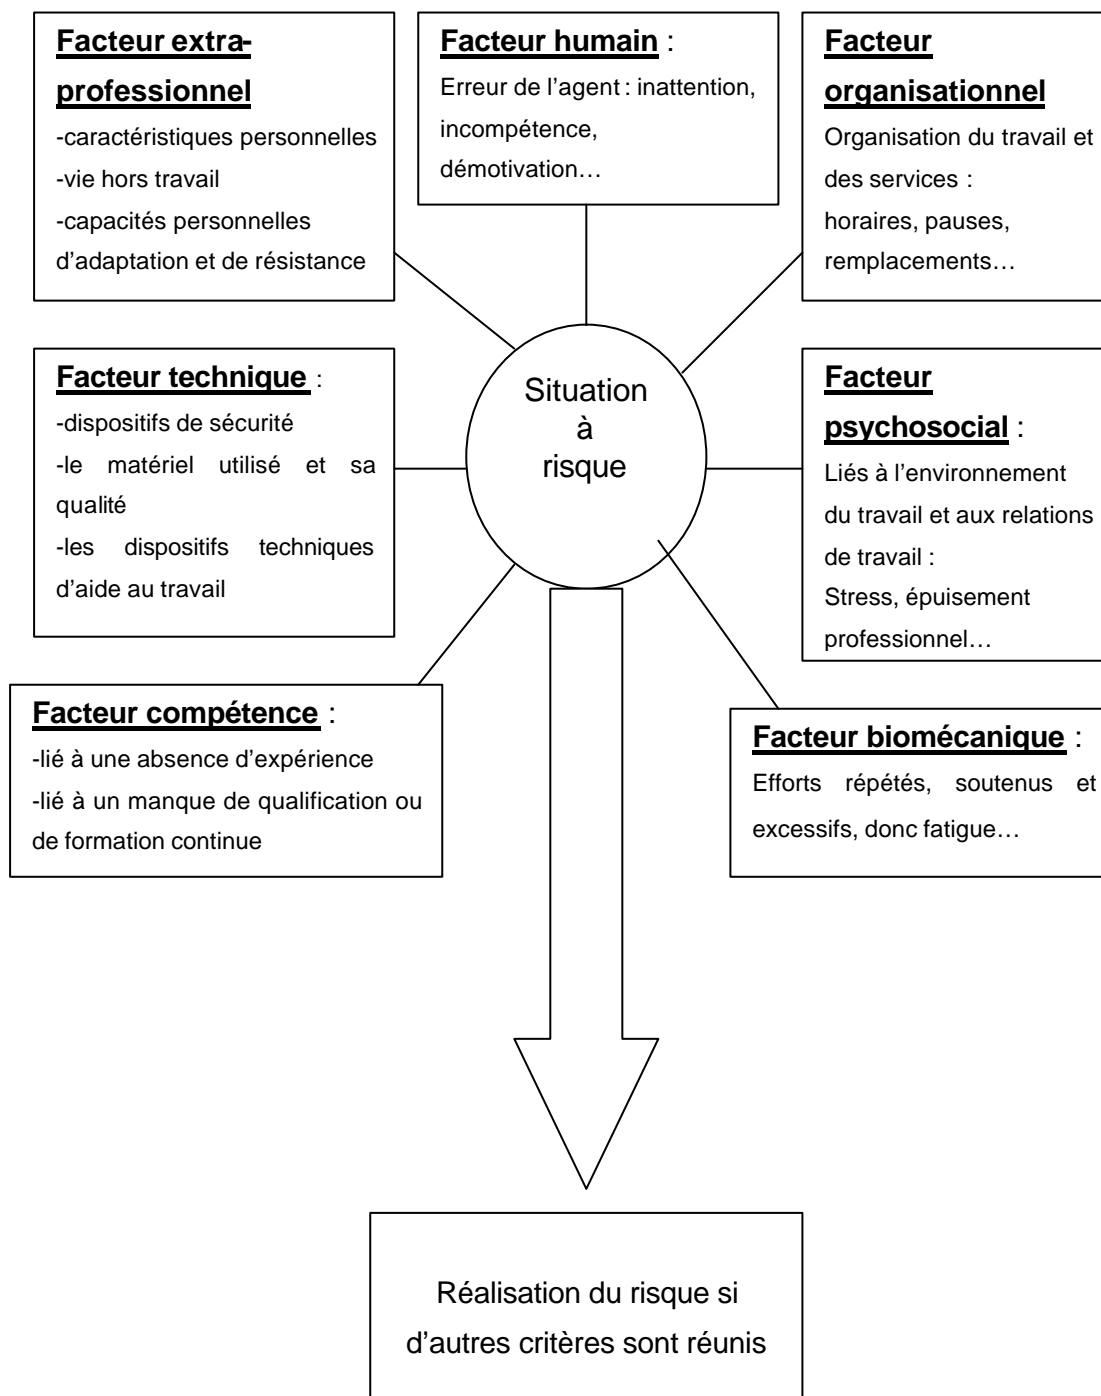 Facteur extra-
professionnel
-caractéristiques personnelles
-vie hors travail
-capacités personnelles
d’adaptation et de résistance
Facteur humain :
Erreur de l’agent : inattention,
incompétence,
démotivation…
Facteur
organisationnel
Organisation du travail et
des services :
horaires, pauses,
remplacements…
Facteur technique :
-dispositifs de sécurité
-le matériel utilisé et sa
qualité
-les dispositifs techniques
d’aide au travail
Situation
à
risque
Facteur
psychosocial :
Liés à l’environnement
du travail et aux relations
de travail :
Stress, épuisement
professionnel…
Facteur compétence :
-lié à une absence d’expérience
-lié à un manque de qualification ou
de formation continue
Facteur biomécanique :
Efforts répétés, soutenus et
excessifs, donc fatigue…
Réalisation du risque si
d’autres critères sont réunis